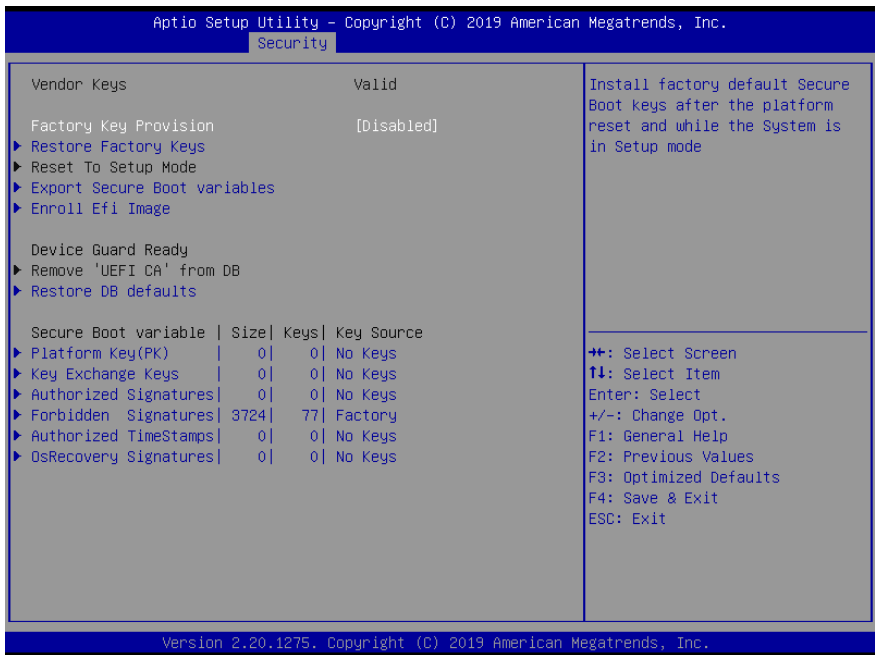 Aptio Setup Utility – Copyright (C) 2019 American Megatrends, Inc.
Security
Vendor Keys Valid
Factory Key Provision [Disabled]
Restore Factory Keys
Reset To Setup Mode
Export Secure Boot variables
Enroll Efi Image
Device Guard Ready
Remove 'UEFI CA' from DB
Restore DB defaults
Secure Boot variable | Size| Keys| Key Source
Platform Key(PK) | 0| 0| No Keys
Key Exchange Keys | 0| 0| No Keys
Authorized Signatures| 0| 0| No Keys
Forbidden Signatures| 3724| 77| Factory
Authorized TimeStamps| 0| 0| No Keys
OsRecovery Signatures| 0| 0| No Keys
Install factory default Secure
Boot keys after the platform
reset and while the System is
in Setup mode
→←: Select Screen
↑↓: Select Item
Enter: Select
+/-: Change Opt.
F1: General Help
F2: Previous Values
F3: Optimized Defaults
F4: Save & Exit
ESC: Exit
Version 2.20.1275. Copyright (C) 2019 American Megatrends, Inc.